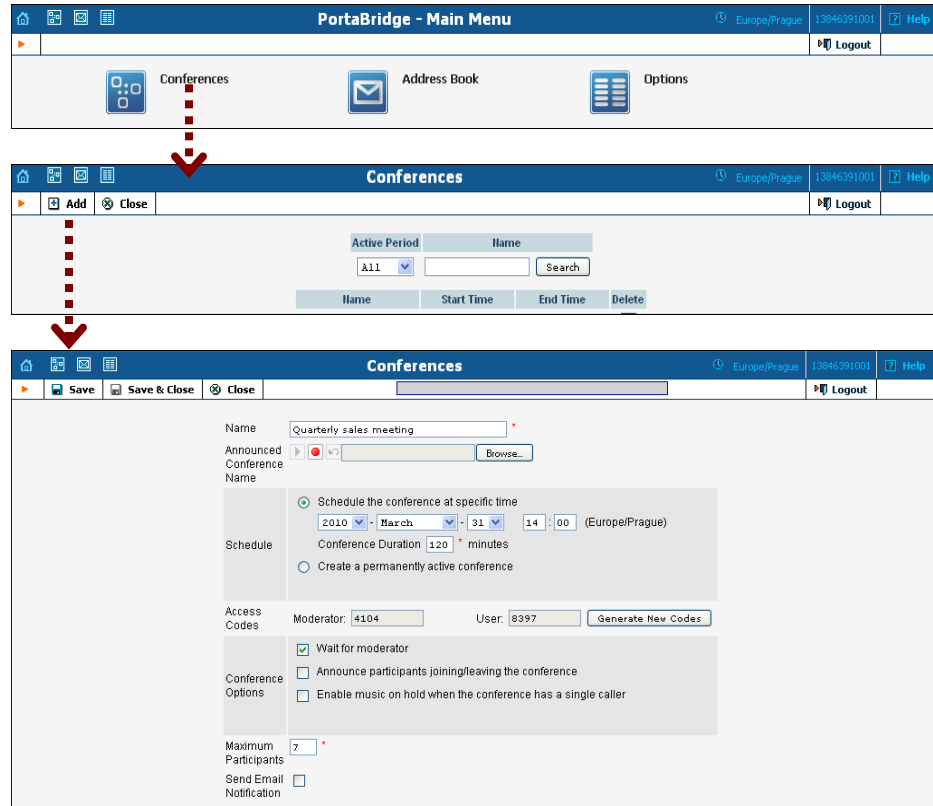 PortaBridge - Main Menu Europe/Prague 13846391001 ? Help
Logout
Conferences Address Book Options
Conferences Europe/Prague 13846391001 ? Help
Add Close Logout
Active Period Name
All Search
Name Start Time End Time Delete
Conferences Europe/Prague 13846391001 ? Help
Save Save & Close Close Logout
Name Quarterly sales meeting *
Announced Conference Name Browse...
Schedule the conference at specific time
2010 - March - 31 14 : 00 (Europe/Prague)
Schedule Conference Duration 120 * minutes
Create a permanently active conference
Access Codes Moderator: 4104 User: 8397 Generate New Codes
Wait for moderator
Announce participants joining/leaving the conference
Conference Options Enable music on hold when the conference has a single caller
Maximum Participants 7 *
Send Email Notification